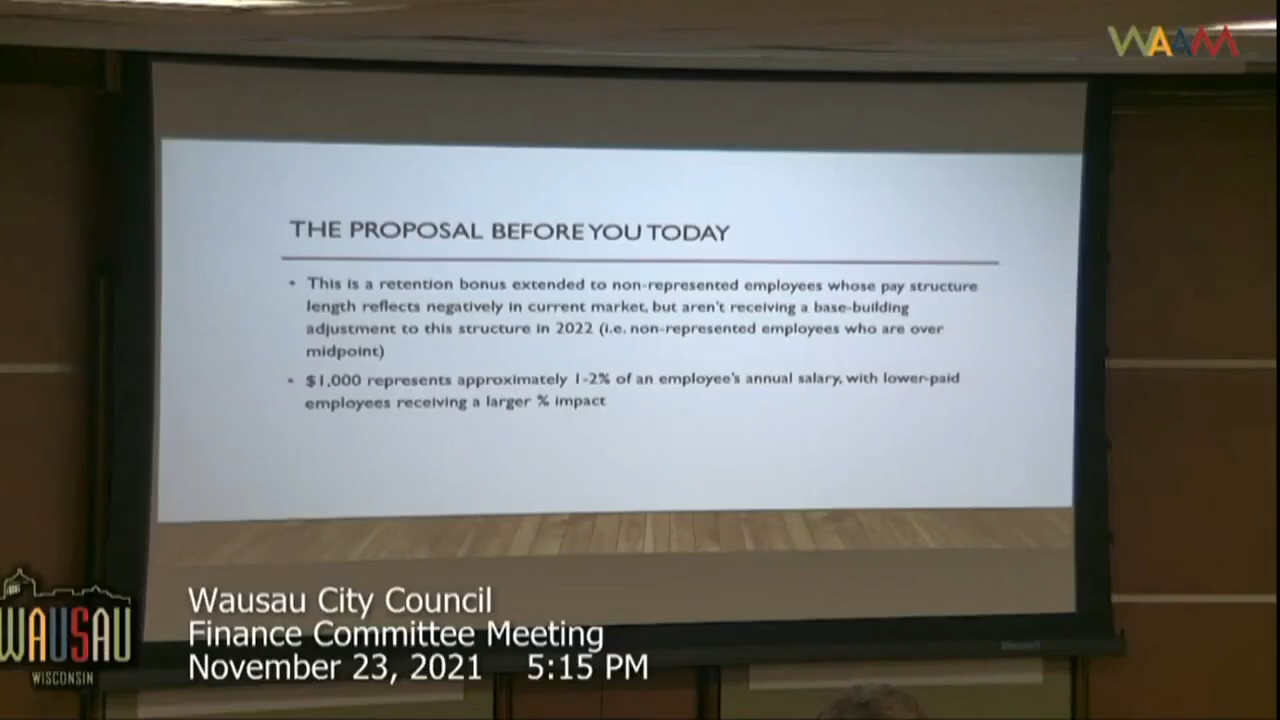 WAAM
THE PROPOSAL BEFORE YOU TODAY
• This is a retention bonus extended to non-represented employees whose pay structure
length reflects negatively in current market, but aren't receiving a base-building
adjustment to this structure in 2022 (i.e. non-represented employees who are over
midpoint)
• $1,000 represents approximately 1-2% of an employee's annual salary, with lower-paid
employees receiving a larger % impact
WAUSAU
WISCONSIN
Wausau City Council
Finance Committee Meeting
November 23, 2021 5:15 PM